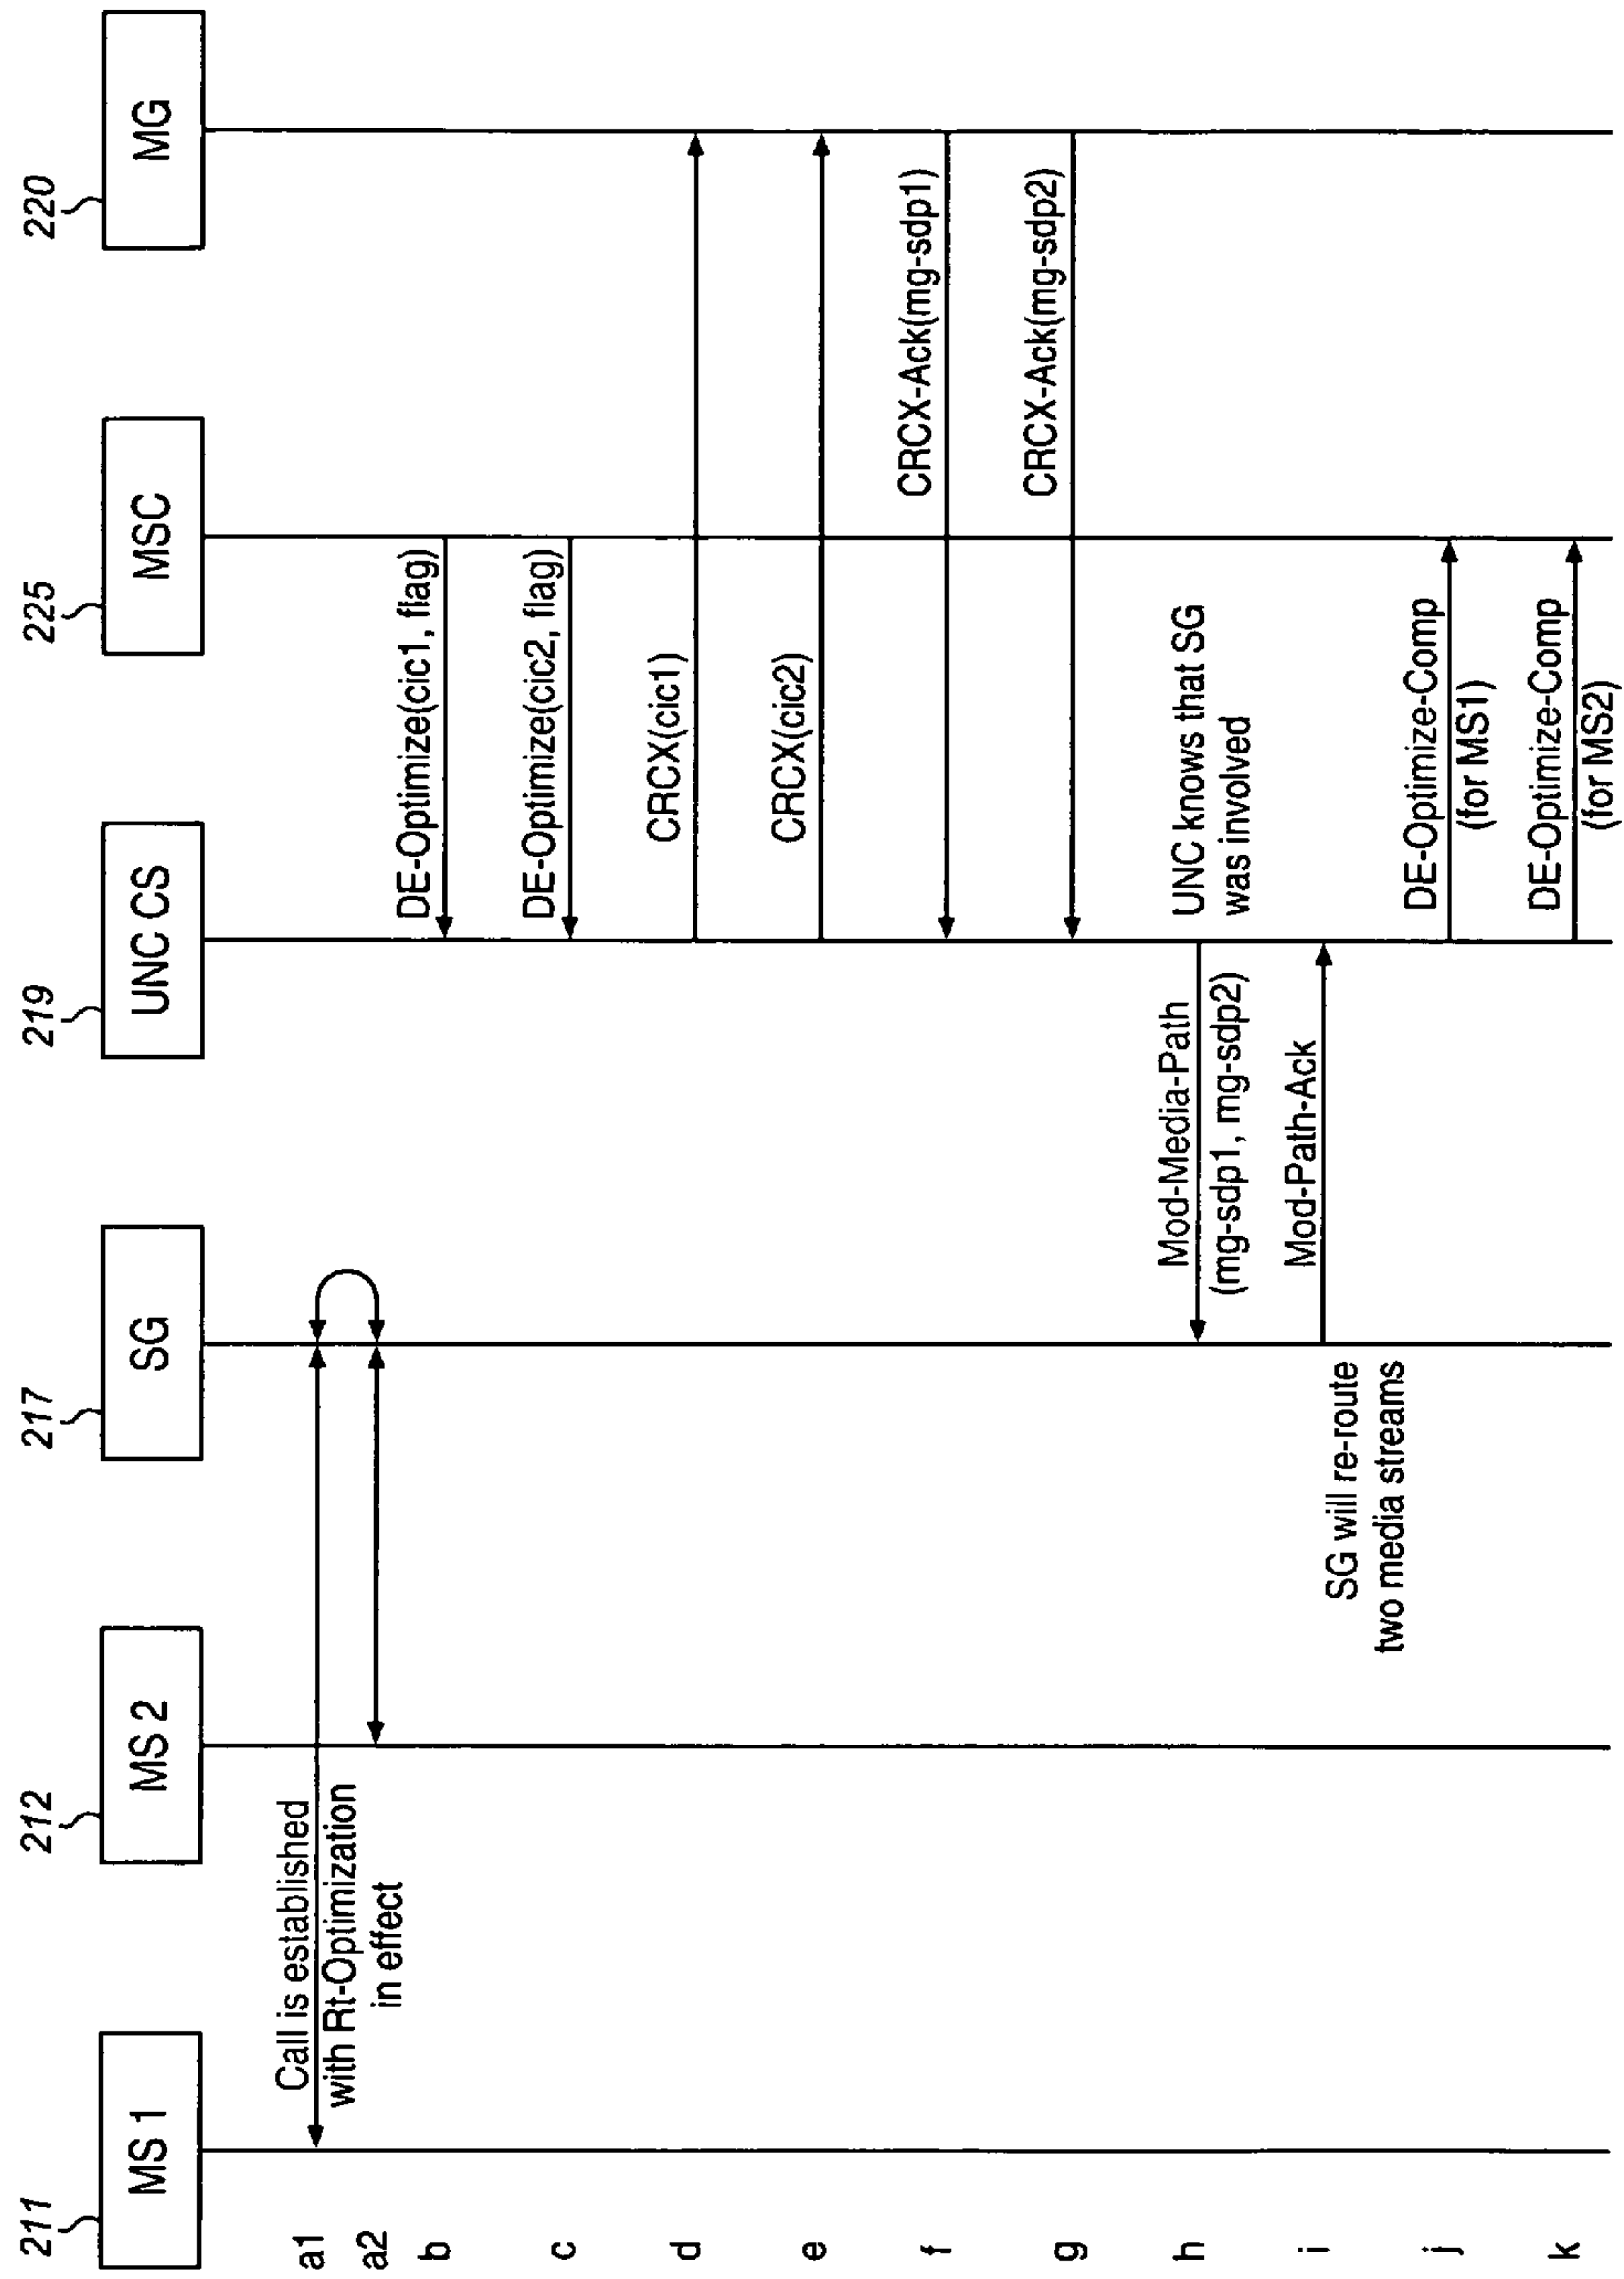 211
212
217
219
225
220
MS 1
MS 2
SG
UNC CS
MSC
MG
a1
Call is established
with Rt-Optimization
in effect
a2
b
DE-Optimize(cic1, flag)
c
DE-Optimize(cic2, flag)
d
CRCX(cic1)
e
CRCX(cic2)
f
CRCX-Ack(mg-sdp1)
g
CRCX-Ack(mg-sdp2)
h
Mod-Media-Path
(mg-sdp1, mg-sdp2)
UNC knows that SG
was involved
i
Mod-Path-Ack
SG will re-route
two media streams
j
DE-Optimize-Comp
(for MS1)
k
DE-Optimize-Comp
(for MS2)